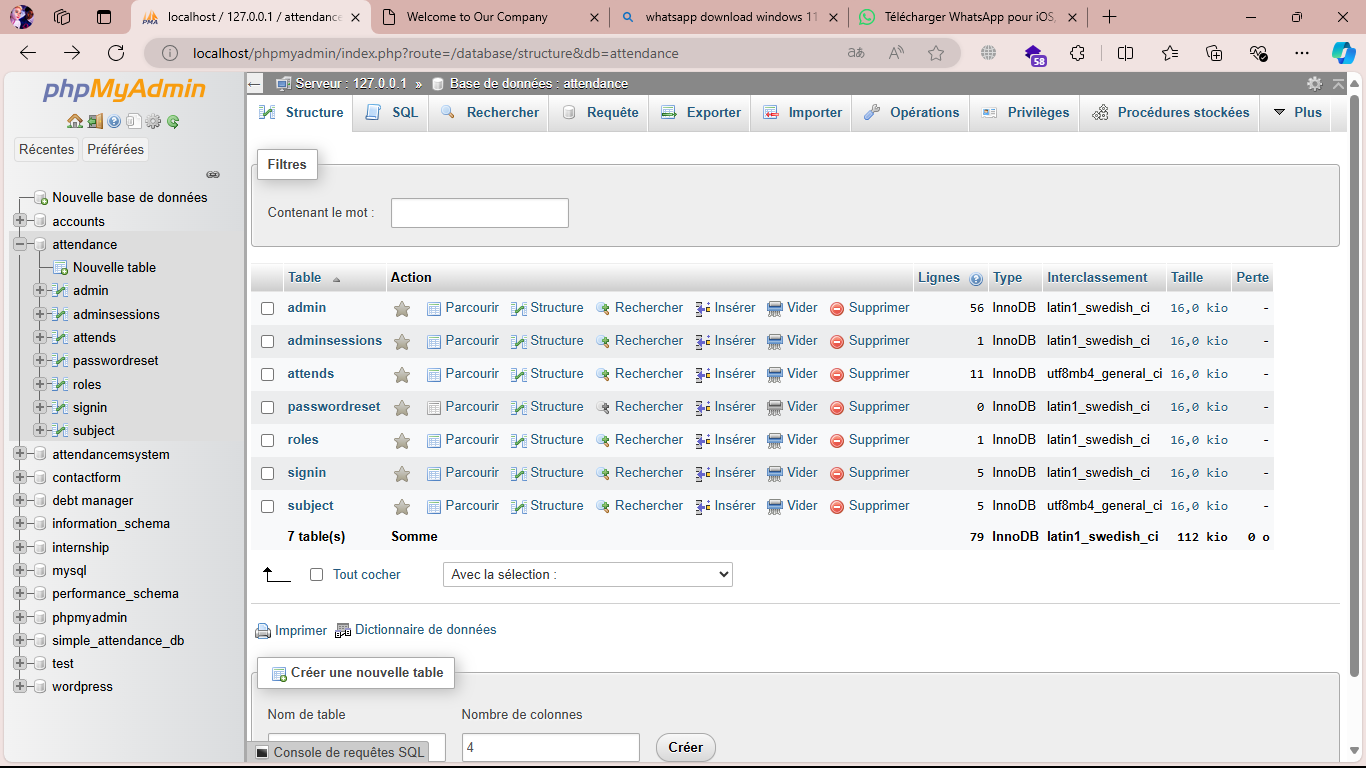 localhost / 127.0.0.1 / attendance
Welcome to Our Company
whatsapp download windows 11
Télécharger WhatsApp pour iOS,
localhost/phpmyadmin/index.php?route=/database/structure&db=attendance
58
phpMyAdmin
Récentes
Préférées
Nouvelle base de données
accounts
attendance
Nouvelle table
admin
adminsessions
attends
passwordreset
roles
signin
subject
attendancemsystem
contactform
debt manager
information_schema
internship
mysql
performance_schema
phpmyadmin
simple_attendance_db
test
wordpress
Serveur : 127.0.0.1 » Base de données : attendance
Structure SQL Rechercher Requête Exporter Importer Opérations Privilèges Procédures stockées Plus
Filtres
Contenant le mot :
Table Action Lignes Type Interclassement Taille Perte
admin Parcourir Structure Rechercher Insérer Vider Supprimer 56 InnoDB latin1_swedish_ci 16,0 kio -
adminsessions Parcourir Structure Rechercher Insérer Vider Supprimer 1 InnoDB latin1_swedish_ci 16,0 kio -
attends Parcourir Structure Rechercher Insérer Vider Supprimer 11 InnoDB utf8mb4_general_ci 16,0 kio -
passwordreset Parcourir Structure Rechercher Insérer Vider Supprimer 0 InnoDB latin1_swedish_ci 16,0 kio -
roles Parcourir Structure Rechercher Insérer Vider Supprimer 1 InnoDB latin1_swedish_ci 16,0 kio -
signin Parcourir Structure Rechercher Insérer Vider Supprimer 5 InnoDB latin1_swedish_ci 16,0 kio -
subject Parcourir Structure Rechercher Insérer Vider Supprimer 5 InnoDB utf8mb4_general_ci 16,0 kio -
7 table(s) Somme 79 InnoDB latin1_swedish_ci 112 kio 0 o
Tout cocher
Avec la sélection :
Imprimer Dictionnaire de données
Créer une nouvelle table
Nom de table Nombre de colonnes
4 Créer
Console de requêtes SQL